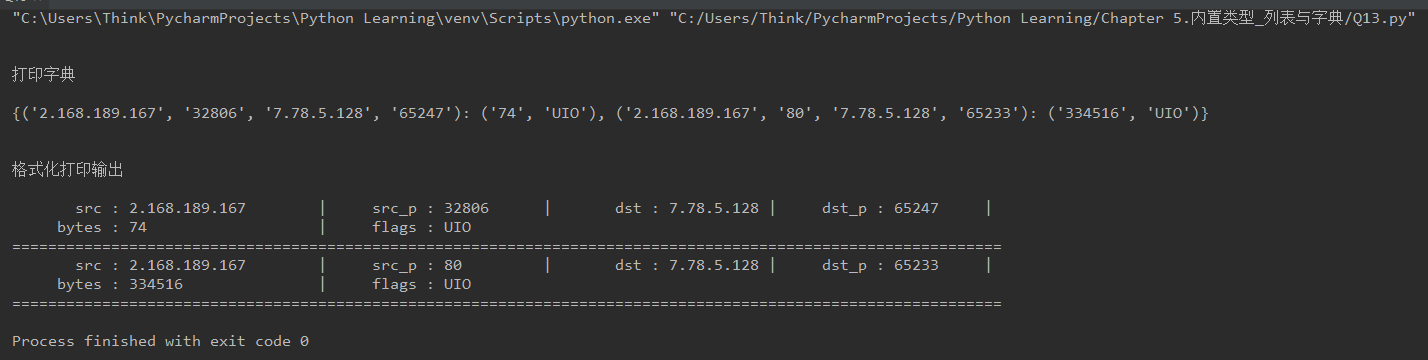 "C:\Users\Think\PycharmProjects\Python Learning\venv\Scripts\python.exe" "C:/Users/Think/PycharmProjects/Python Learning/Chapter 5.内置类型_列表与字典/Q13.py"
打印字典
{('2.168.189.167', '32806', '7.78.5.128', '65247'): ('74', 'UIO'), ('2.168.189.167', '80', '7.78.5.128', '65233'): ('334516', 'UIO')}
格式化打印输出
src : 2.168.189.167 | src_p : 32806 | dst : 7.78.5.128 | dst_p : 65247 |
bytes : 74 | flags : UIO
==============================================================================================================
src : 2.168.189.167 | src_p : 80 | dst : 7.78.5.128 | dst_p : 65233 |
bytes : 334516 | flags : UIO
==============================================================================================================
Process finished with exit code 0